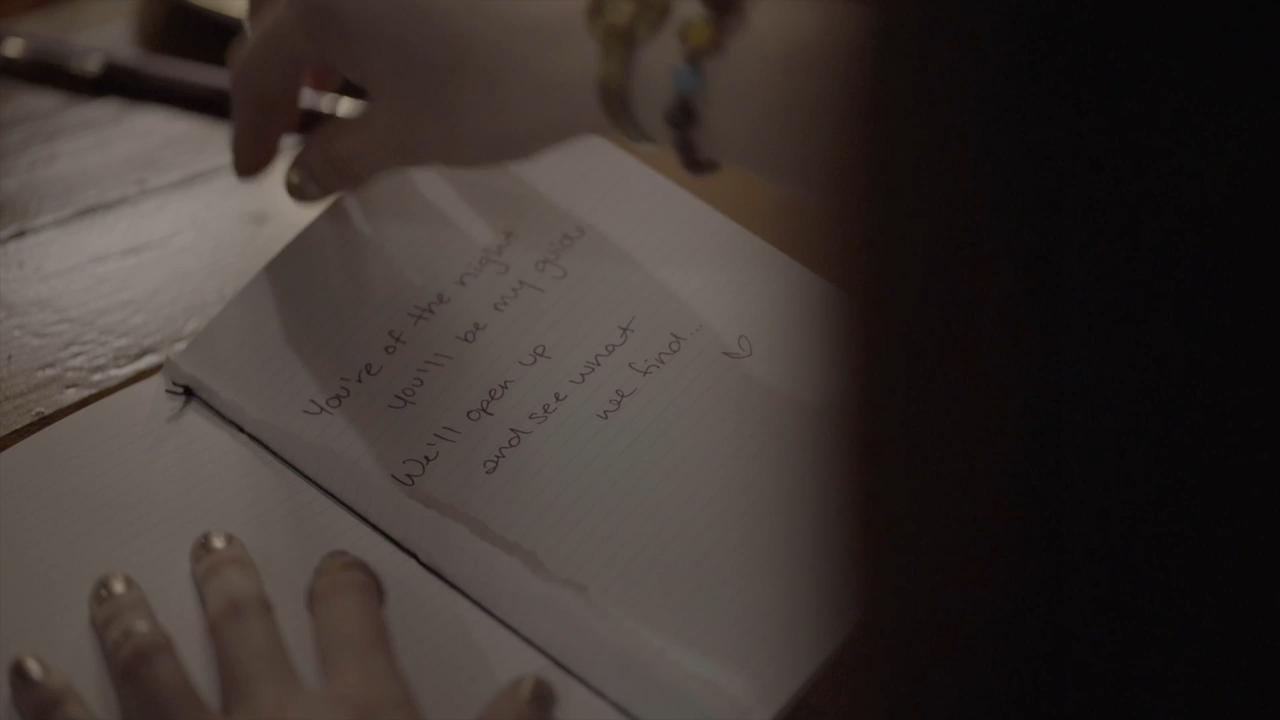 You're of the night
you'll be my guide
We'll open up
and see what
we find...